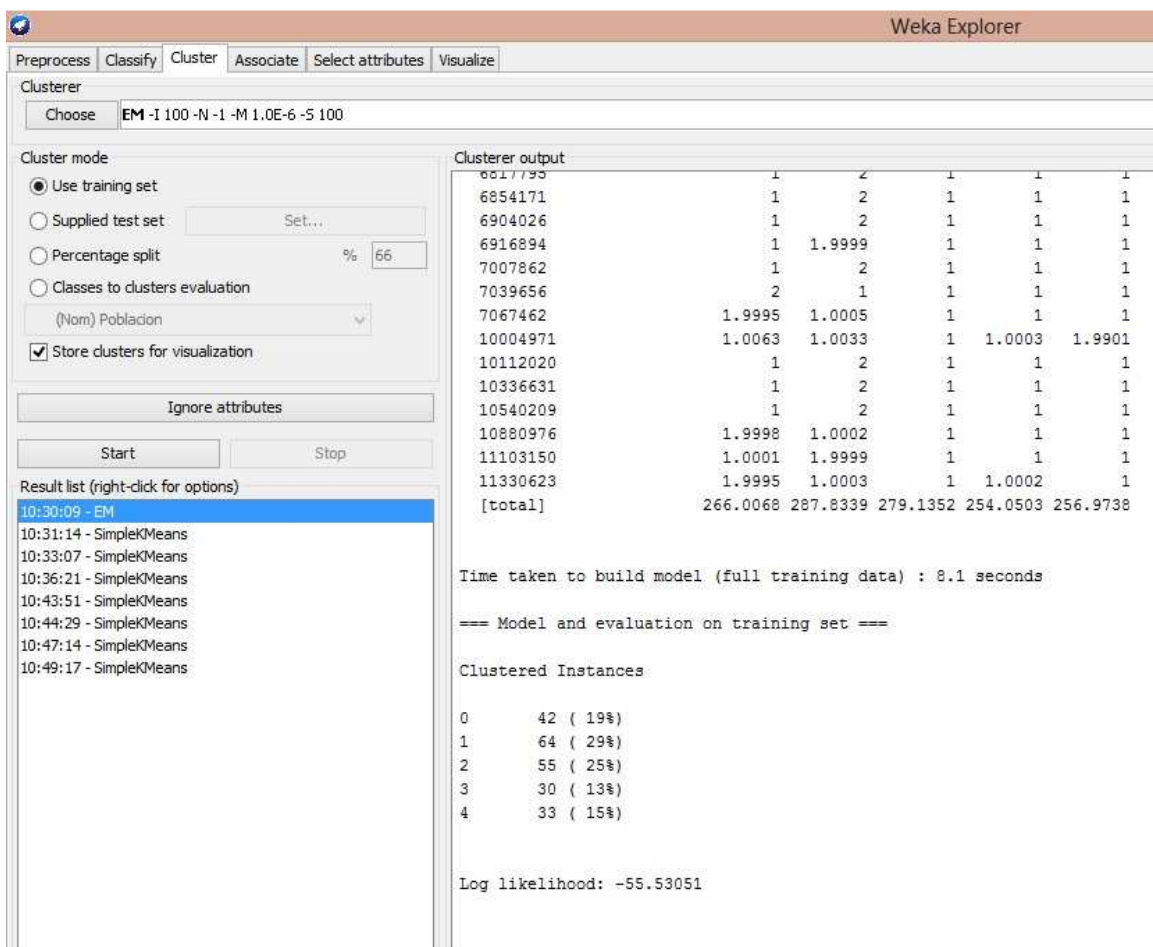 Weka Explorer
Preprocess Classify Cluster Associate Select attributes Visualize
Clusterer
Choose EM -I 100 -N -1 -M 1.0E-6 -S 100
Cluster mode
Use training set
Supplied test set Set...
Percentage split % 66
Classes to clusters evaluation
(Nom) Poblacion
Store clusters for visualization
Ignore attributes
Start Stop
Result list (right-click for options)
10:30:09 - EM
10:31:14 - SimpleKMeans
10:33:07 - SimpleKMeans
10:36:21 - SimpleKMeans
10:43:51 - SimpleKMeans
10:44:29 - SimpleKMeans
10:47:14 - SimpleKMeans
10:49:17 - SimpleKMeans
Clusterer output
6817795 1 2 1 1 1
6854171 1 2 1 1 1
6904026 1 2 1 1 1
6916894 1 1.9999 1 1 1
7007862 1 2 1 1 1
7039656 2 1 1 1 1
7067462 1.9995 1.0005 1 1 1
10004971 1.0063 1.0033 1 1.0003 1.9901
10112020 1 2 1 1 1
10336631 1 2 1 1 1
10540209 1 2 1 1 1
10880976 1.9998 1.0002 1 1 1
11103150 1.0001 1.9999 1 1 1
11330623 1.9995 1.0003 1 1.0002 1
[total] 266.0068 287.8339 279.1352 254.0503 256.9738
Time taken to build model (full training data) : 8.1 seconds
=== Model and evaluation on training set ===
Clustered Instances
0 42 ( 19%)
1 64 ( 29%)
2 55 ( 25%)
3 30 ( 13%)
4 33 ( 15%)
Log likelihood: -55.53051